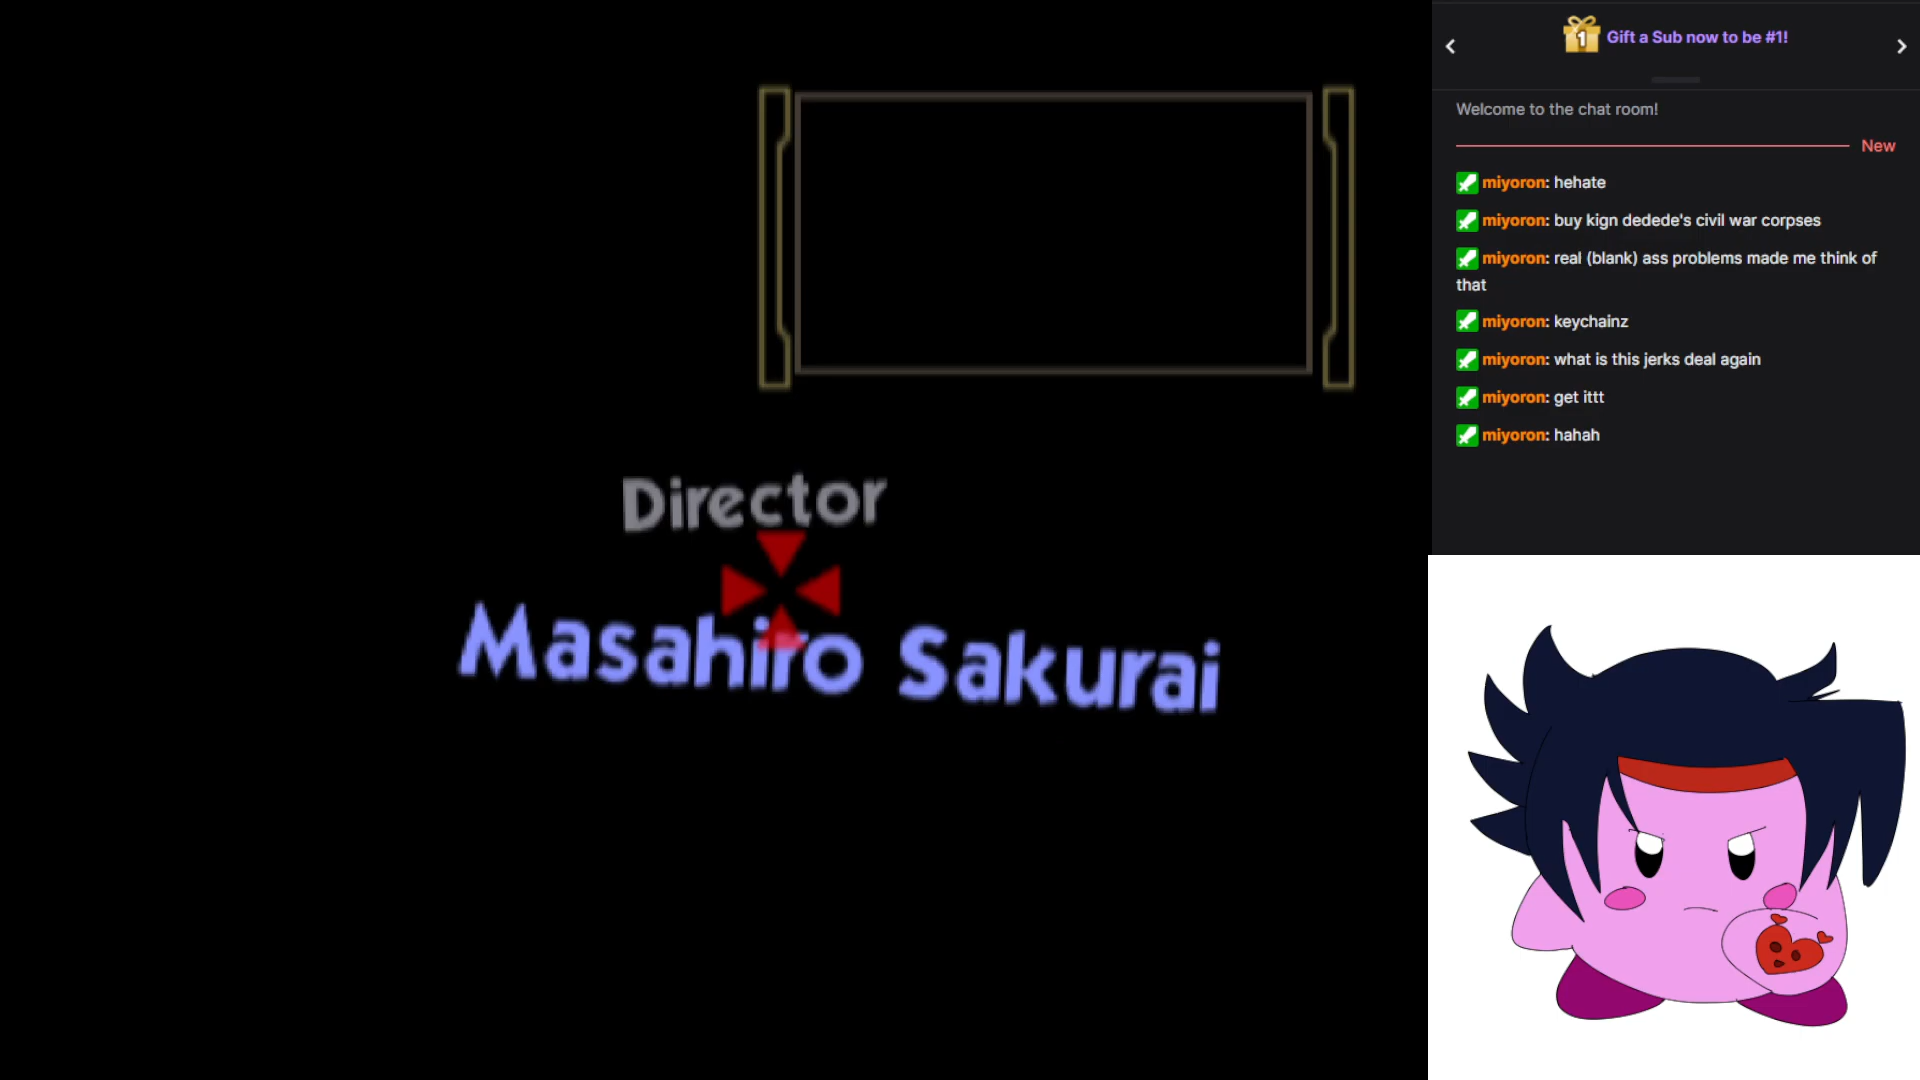 Director
Masahiro Sakurai
1 Gift a Sub now to be #1!
Welcome to the chat room!
New
miyoron: hehate
miyoron: buy kign dedede's civil war corpses
miyoron: real (blank) ass problems made me think of
that
miyoron: keychainz
miyoron: what is this jerks deal again
miyoron: get ittt
miyoron: hahah